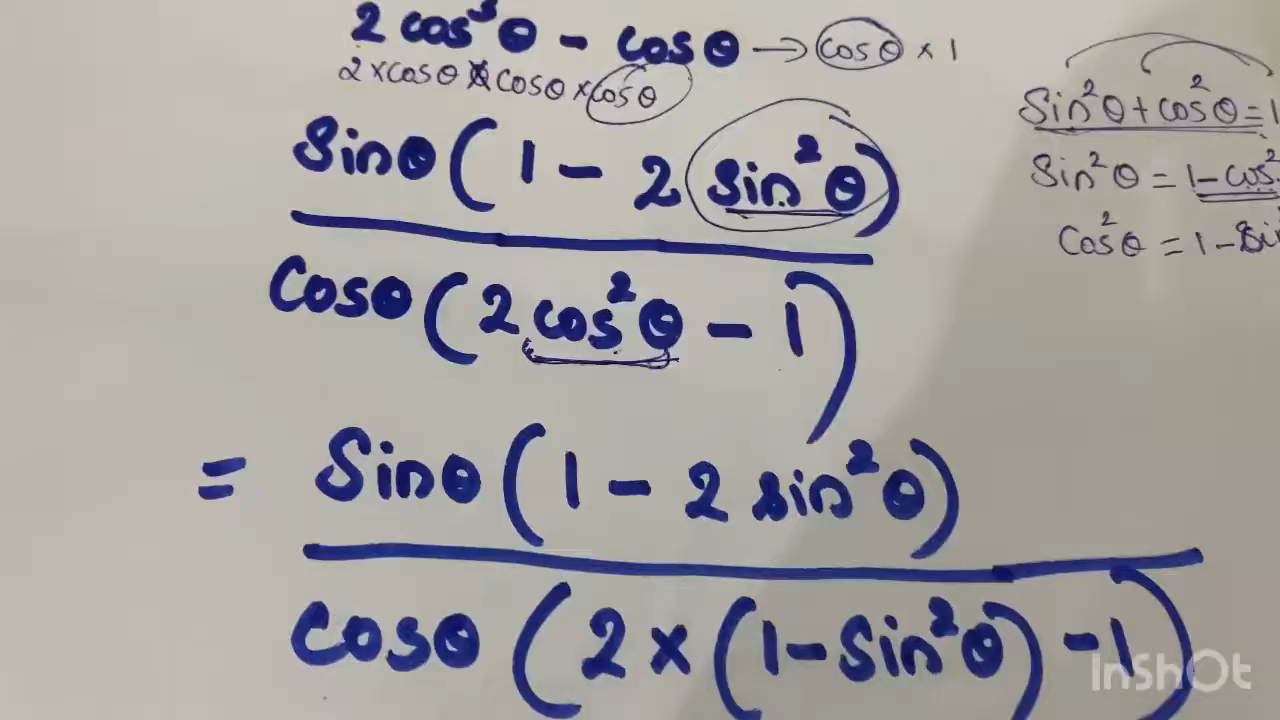 2 cos³θ - cosθ → cosθ × 1
2×cosθ×cosθ×cosθ
Sinθ(1 - 2 sin²θ)
Cosθ(2 cos²θ - 1)
= Sinθ(1 - 2 sin²θ)
Cosθ(2×(1-Sin²θ) -1)
Sin²θ + cos²θ = 1
Sin²θ = 1 - cos²
Cos²θ = 1 - Si
InShOt